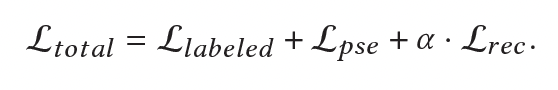 ℒ_total = ℒ_labeled + ℒ_pse + α · ℒ_rec.